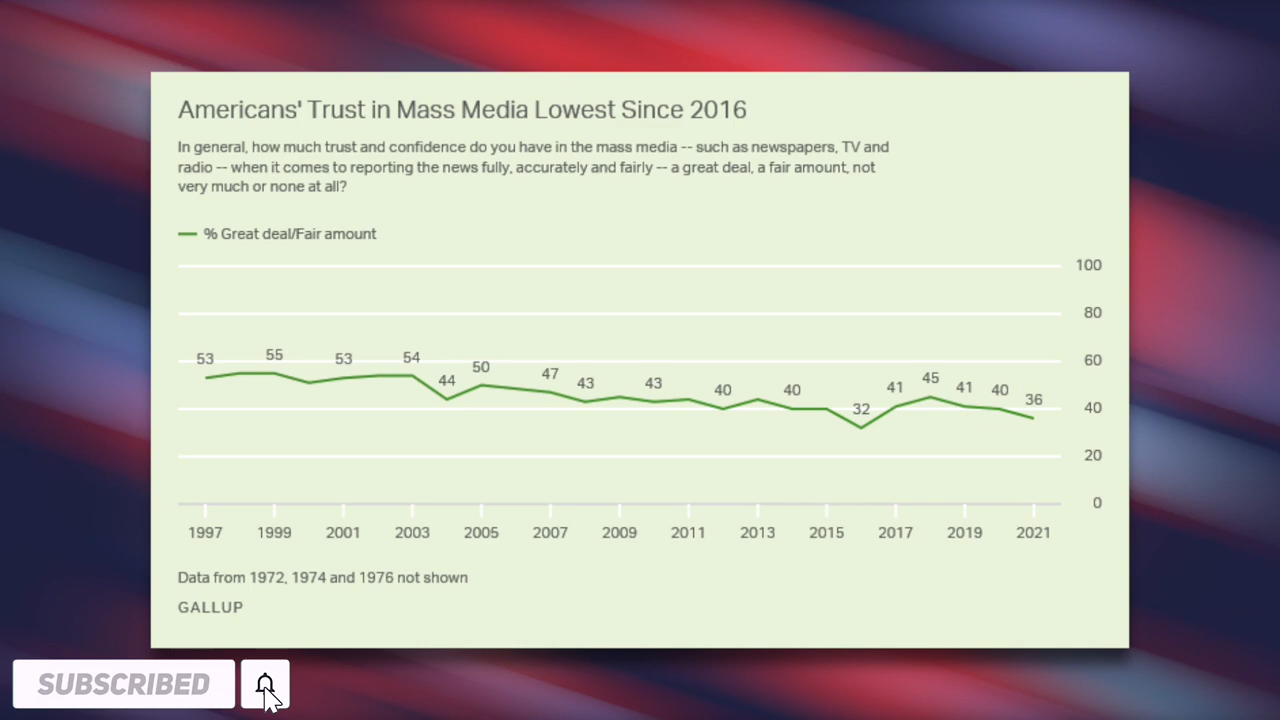 Americans' Trust in Mass Media Lowest Since 2016
In general, how much trust and confidence do you have in the mass media -- such as newspapers, TV and
radio -- when it comes to reporting the news fully, accurately and fairly -- a great deal, a fair amount, not
very much or none at all?
% Great deal/Fair amount
100
80
60
40
20
0
53 55 53 54 44 50 47 43 43 40 40 32 41 45 41 40 36
1997 1999 2001 2003 2005 2007 2009 2011 2013 2015 2017 2019 2021
Data from 1972, 1974 and 1976 not shown
GALLUP
SUBSCRIBED